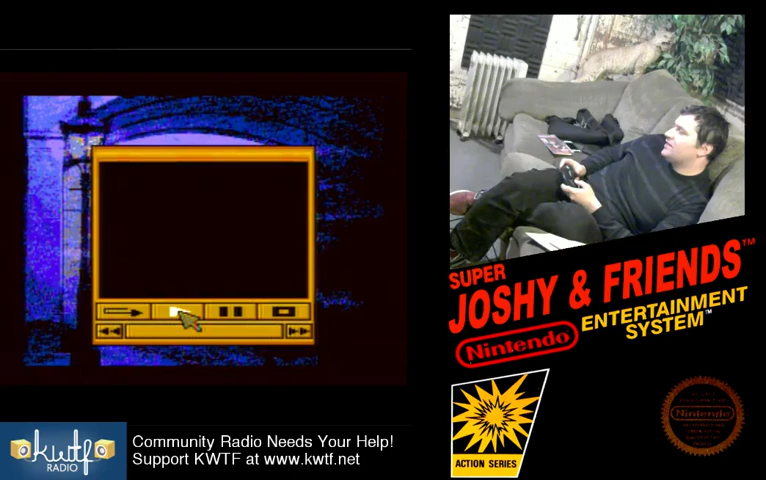 SUPER
JOSHY & FRIENDS™
Nintendo
ENTERTAINMENT
SYSTEM™
ACTION SERIES
Nintendo
kwtf
RADIO
Community Radio Needs Your Help!
Support KWTF at www.kwtf.net